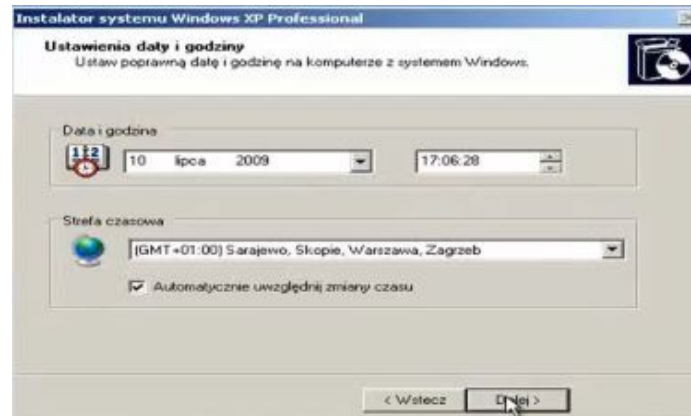 Instalator systemu Windows XP Professional
Ustawienia daty i godziny
Ustaw poprawną datę i godzinę na komputerze z systemem Windows.
Data i godzina
10 lipca 2009
17:06:28
Strefa czasowa
(GMT+01:00) Sarajewo, Skopie, Warszawa, Zagrzeb
Automatycznie uwzględnij zmiany czasu
< Wstecz
Dalej >